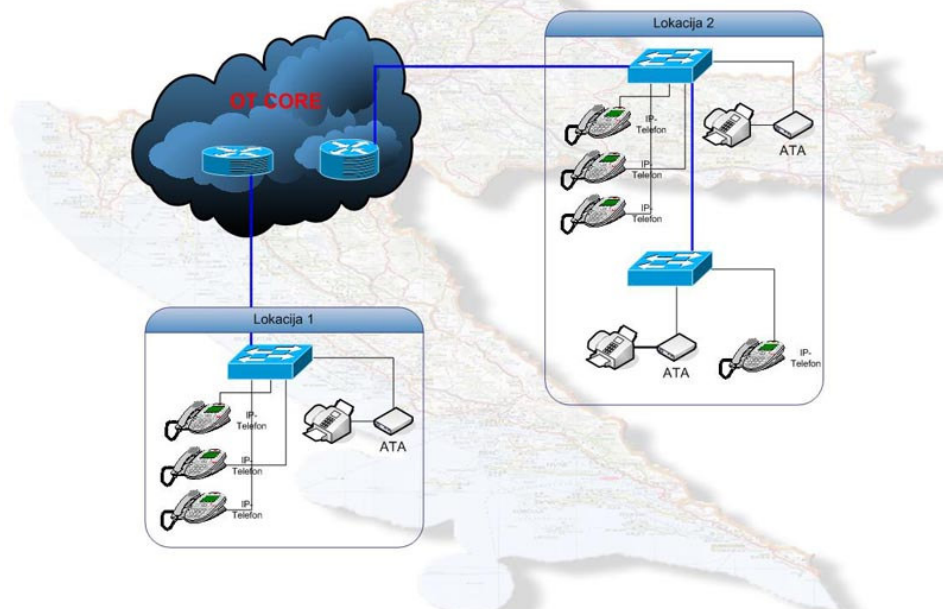 Lokacija 2
OT CORE
IP-
Telefon
ATA
IP-
Telefon
IP-
Telefon
Lokacija 1
IP-
Telefon
ATA
IP-
Telefon
ATA
IP-
Telefon
IP-
Telefon